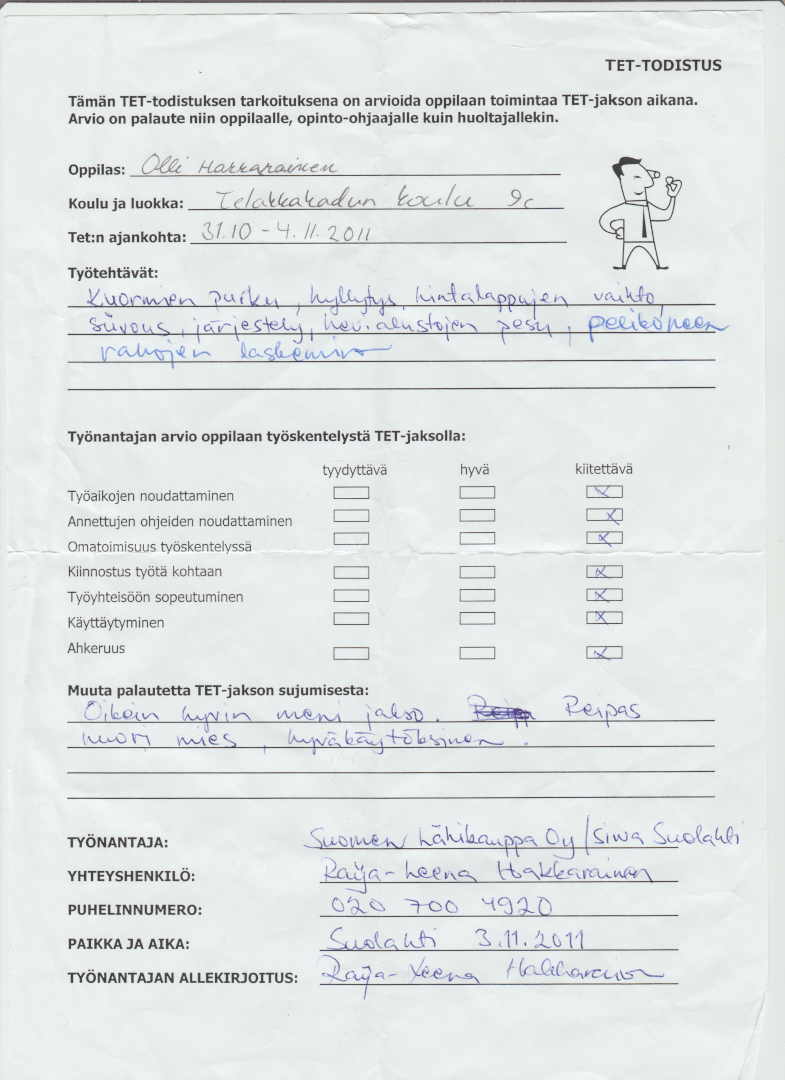 TET-TODISTUS
Tämän TET-todistuksen tarkoituksena on arvioida oppilaan toimintaa TET-jakson aikana.
Arvio on palaute niin oppilaalle, opinto-ohjaajalle kuin huoltajallekin.
Oppilas: Olli Hakkarainen
Koulu ja luokka: Telakkakadun koulu 9c
Tet:n ajankohta: 31.10 - 4.11.2011
Työtehtävät:
Kuormien purku, hyllytys, hintalappujen vaihto,
siivous, järjestely, hev.alustojen pesu, pelikoneen
rahojen laskeminen
Työnantajan arvio oppilaan työskentelystä TET-jaksolla:
tyydyttävä hyvä kiitettävä
Työaikojen noudattaminen
Annettujen ohjeiden noudattaminen
Omatoimisuus työskentelyssä
Kiinnostus työtä kohtaan
Työyhteisöön sopeutuminen
Käyttäytyminen
Ahkeruus
Muuta palautetta TET-jakson sujumisesta:
Oikein hyvin meni jakso. Reipas
nuori mies, hyväkäytöksinen.
TYÖNANTAJA: Suomen Lähikauppa Oy/Siwa Suolahti
YHTEYSHENKILÖ: Raija-Leena Hakkarainen
PUHELINNUMERO: 020 700 4920
PAIKKA JA AIKA: Suolahti 3.11.2011
TYÖNANTAJAN ALLEKIRJOITUS: Raija-Leena Hakkarainen